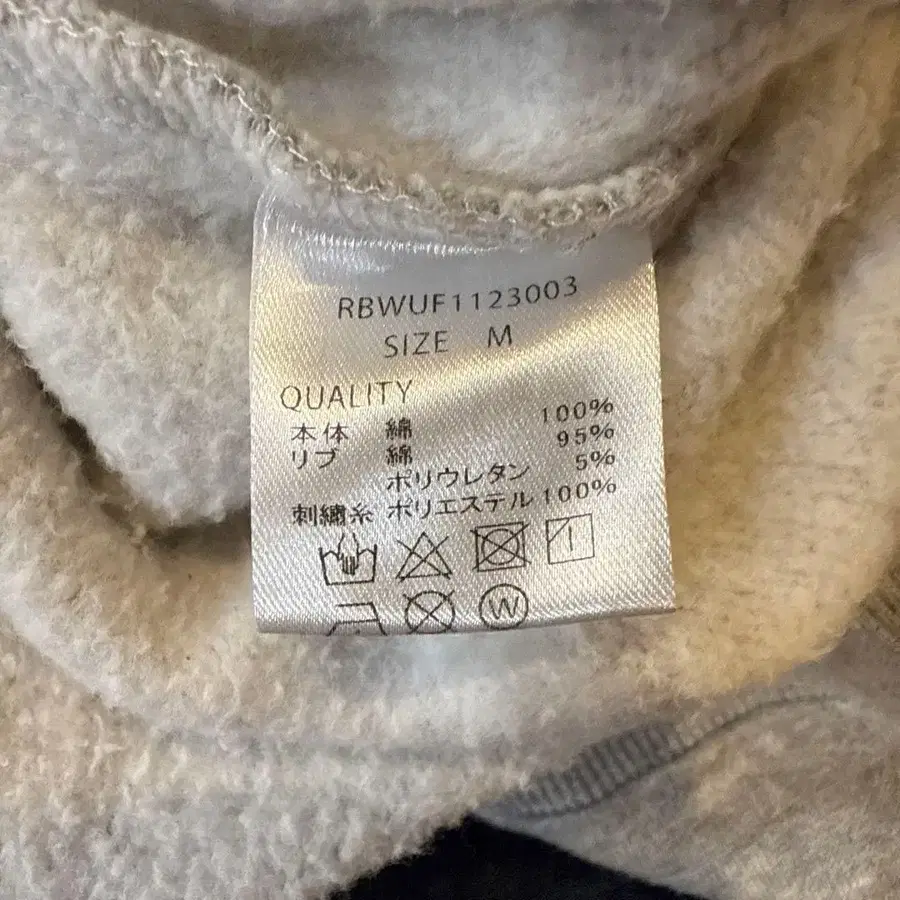 RBWUF1123003
SIZE M
QUALITY
本体 綿 100%
リブ 綿 95%
ポリウレタン 5%
刺繍糸 ポリエステル 100%
W